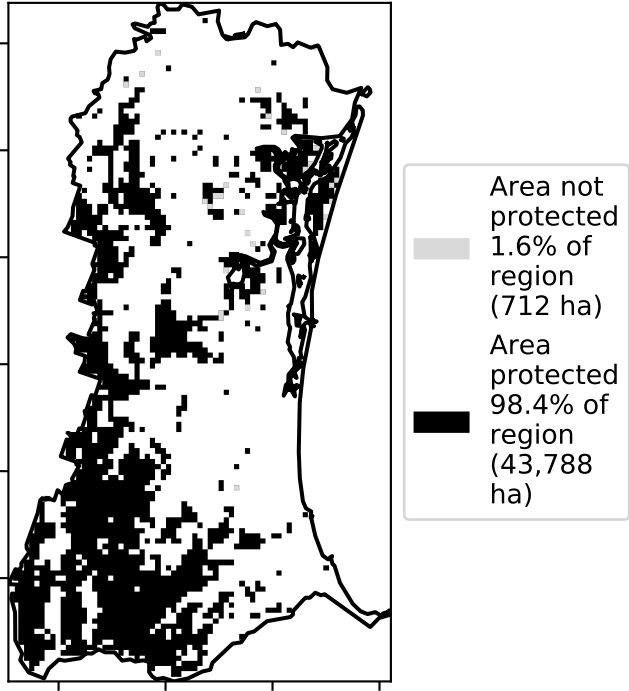 Area not
protected
1.6% of
region
(712 ha)
Area
protected
98.4% of
region
(43,788
ha)